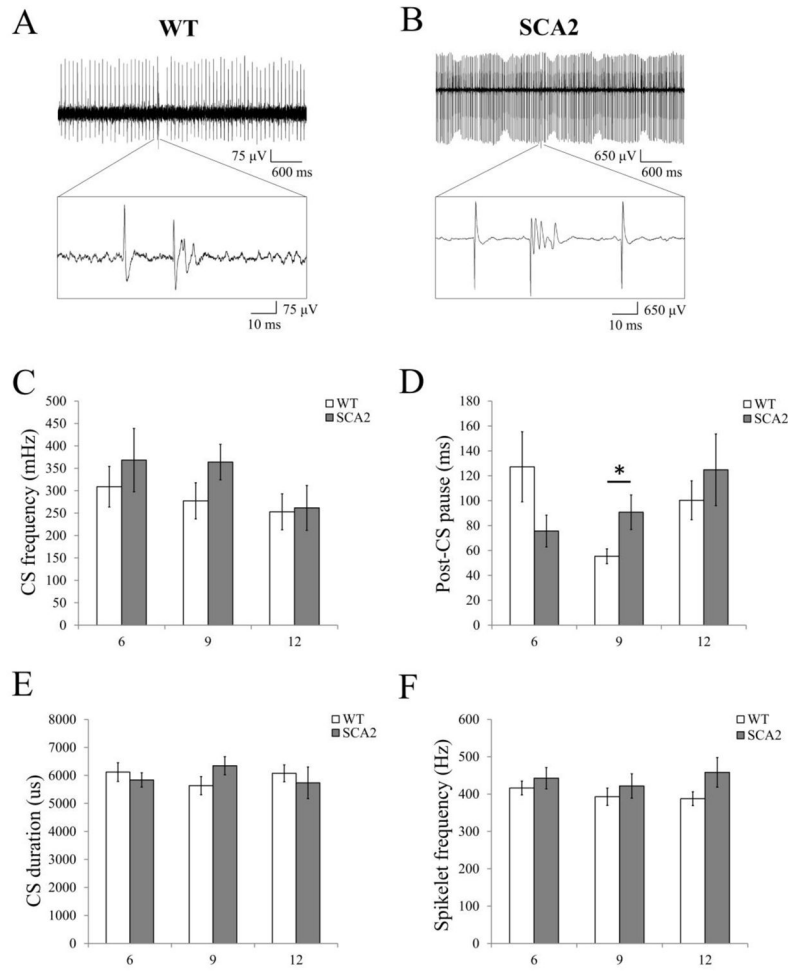 A
WT
B
SCA2
75 µV
600 ms
650 µV
600 ms
75 µV
10 ms
650 µV
10 ms
C
500
450
400
350
300
250
200
150
100
50
0
CS frequency (mHz)
WT
SCA2
6
9
12
D
180
160
140
120
100
80
60
40
20
0
Post-CS pause (ms)
*
WT
SCA2
6
9
12
E
8000
7000
6000
5000
4000
3000
2000
1000
0
CS duration (us)
WT
SCA2
6
9
12
F
600
500
400
300
200
100
0
Spikelet frequency (Hz)
WT
SCA2
6
9
12